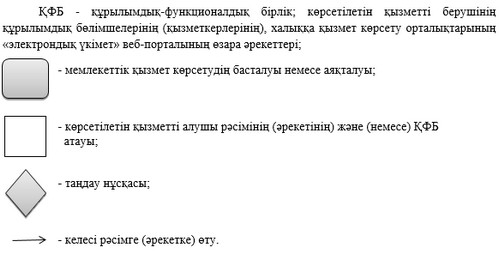 ҚФБ - құрылымдық-функционалдық бірлік; көрсетілетін қызметті берушінің
құрылымдық бөлімшелерінің (қызметкерлерінің), халыққа қызмет көрсету орталықтарының
«электрондық үкімет» веб-порталының өзара әрекеттері;
- мемлекеттік қызмет көрсетудің басталуы немесе аяқталуы;
- көрсетілетін қызметті алушы рәсімінің (әрекетінің) және (немесе) ҚФБ
атауы;
- таңдау нұсқасы;
- келесі рәсімге (әрекетке) өту.